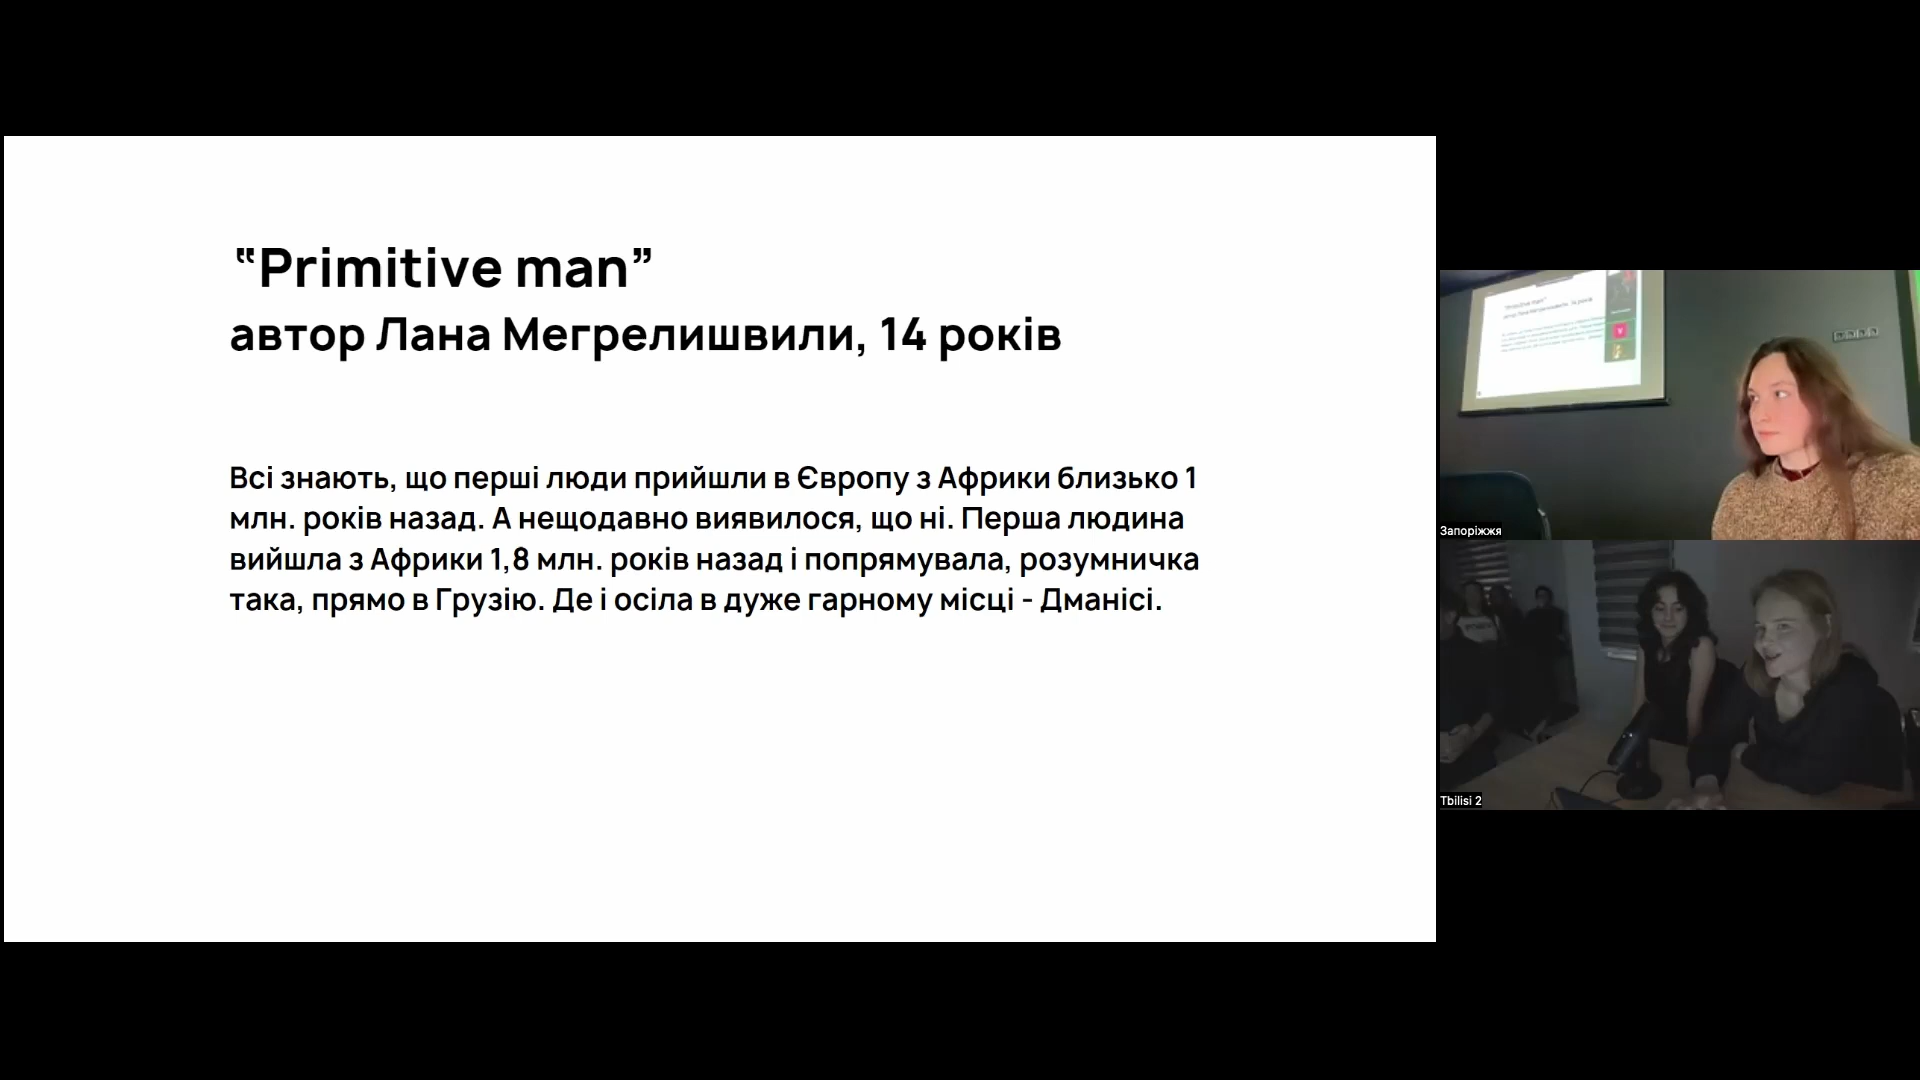 “Primitive man”
автор Лана Мегрелишвили, 14 років
Всі знають, що перші люди прийшли в Європу з Африки близько 1
млн. років назад. А нещодавно виявилося, що ні. Перша людина
вийшла з Африки 1,8 млн. років назад і попрямувала, розумничка
така, прямо в Грузію. Де і осіла в дуже гарному місці - Дманісі.
Запоріжжя
Tbilisi 2